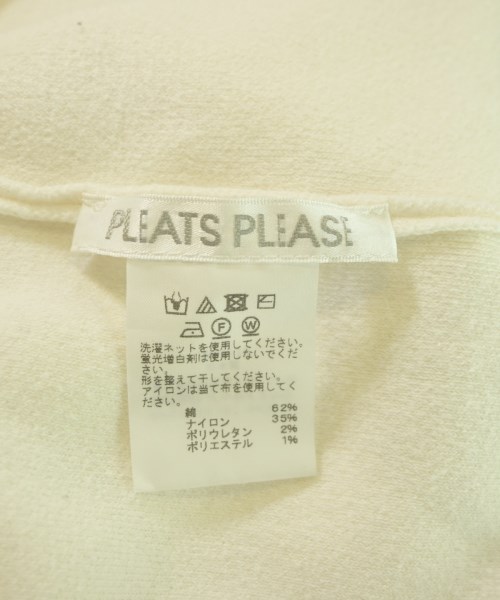 PLEATS PLEASE
F W
洗濯ネットを使用してください。
蛍光増白剤は使用しないでくだ
さい。
形を整えて干してください。
アイロンは当て布を使用してく
ださい。
綿 62%
ナイロン 35%
ポリウレタン 2%
ポリエステル 1%